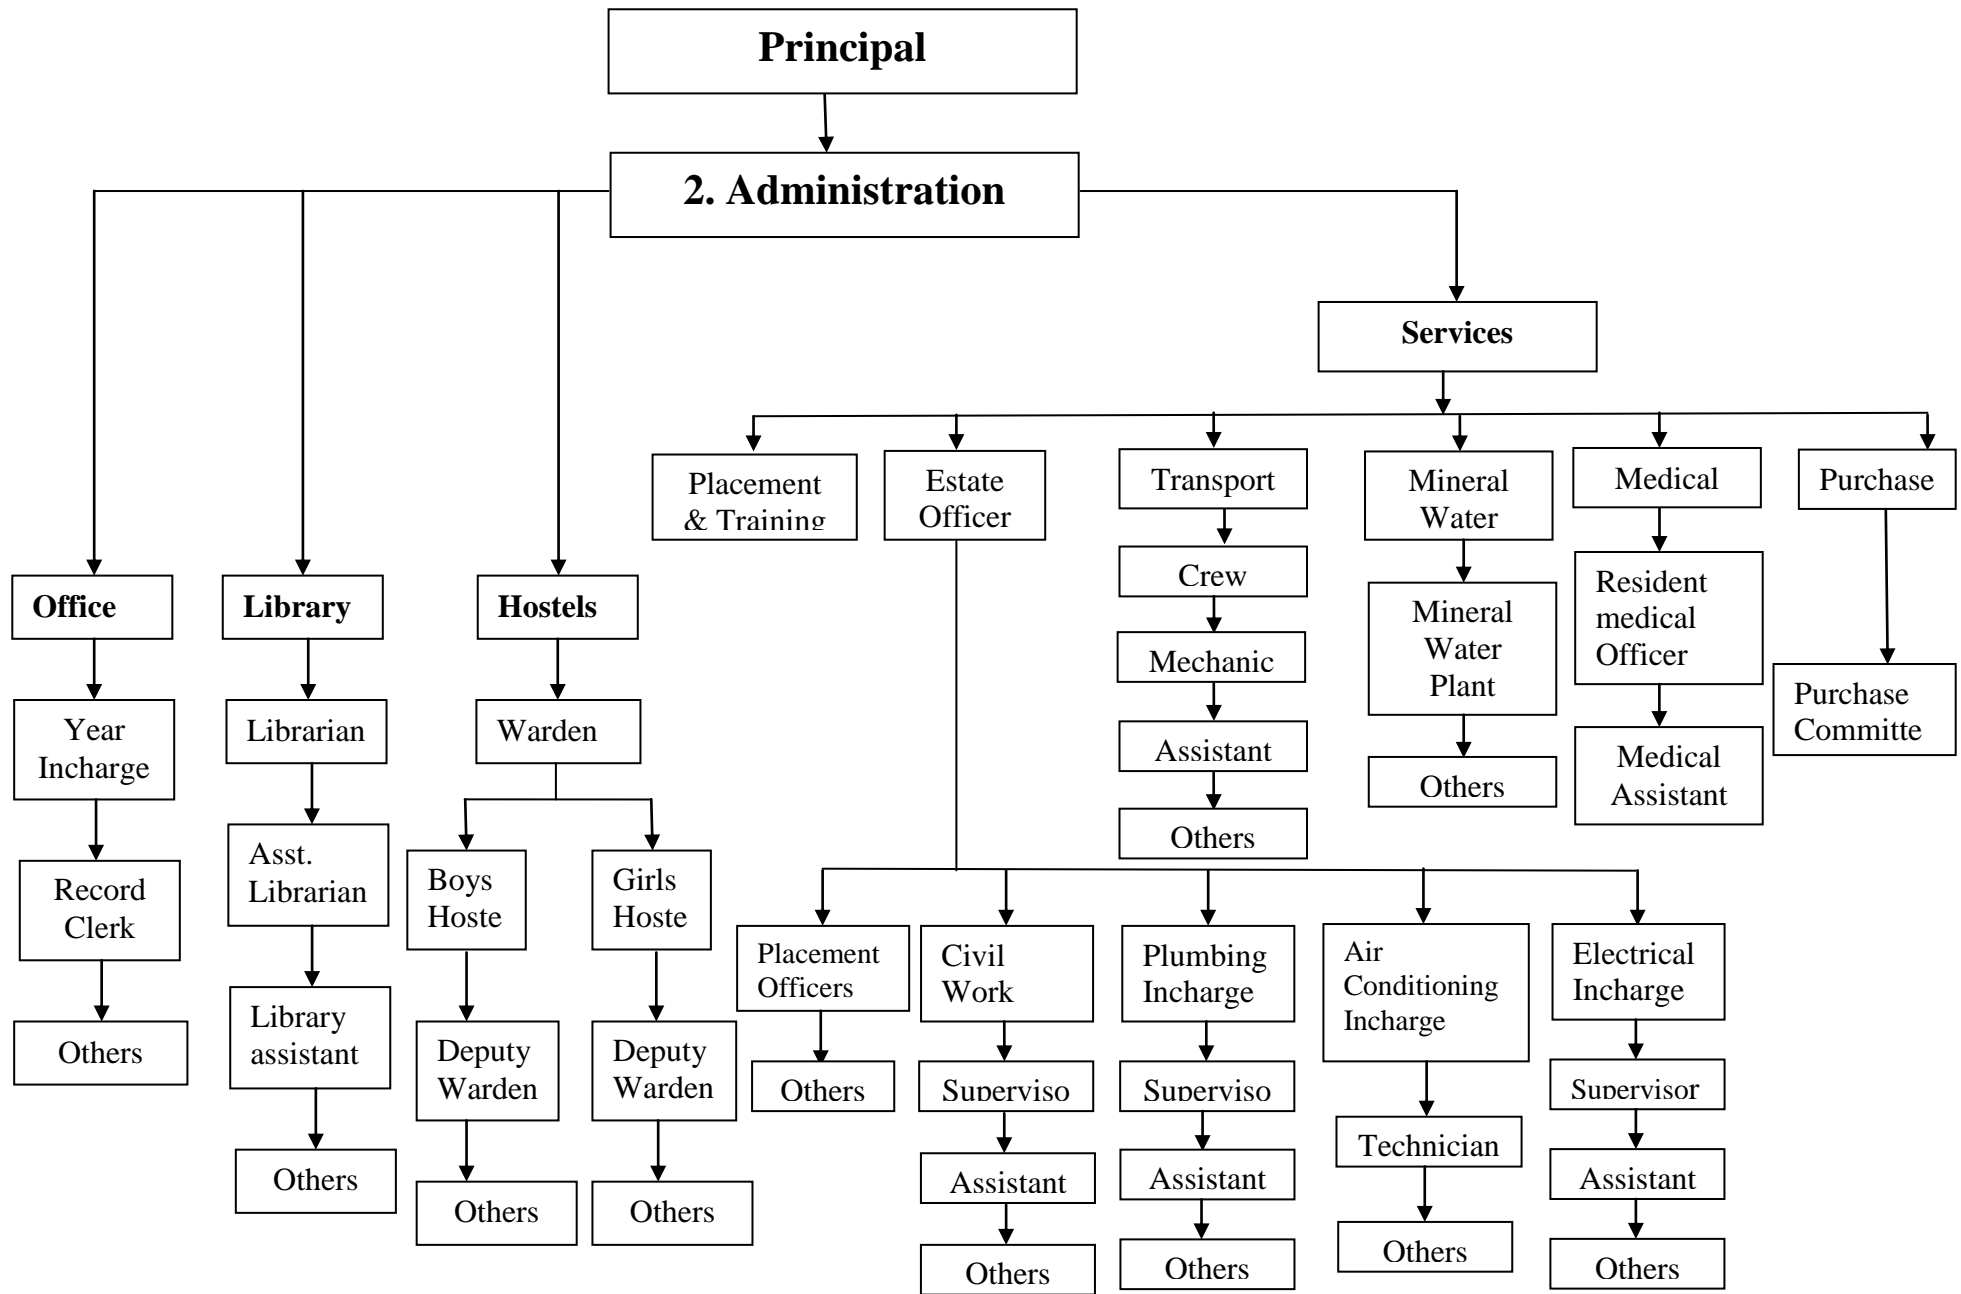 Principal
2. Administration
Services
Placement
& Training
Estate
Officer
Transport
Mineral
Water
Medical
Purchase
Crew
Mineral
Water
Plant
Resident
medical
Officer
Mechanic
Purchase
Committe
Assistant
Medical
Assistant
Others
Others
Office
Library
Hostels
Year
Incharge
Librarian
Warden
Record
Clerk
Asst.
Librarian
Boys
Hoste
Girls
Hoste
Others
Library
assistant
Deputy
Warden
Deputy
Warden
Others
Others
Others
Placement
Officers
Civil
Work
Plumbing
Incharge
Air
Conditioning
Incharge
Electrical
Incharge
Others
Superviso
Superviso
Technician
Supervisor
Assistant
Assistant
Assistant
Others
Others
Others
Others